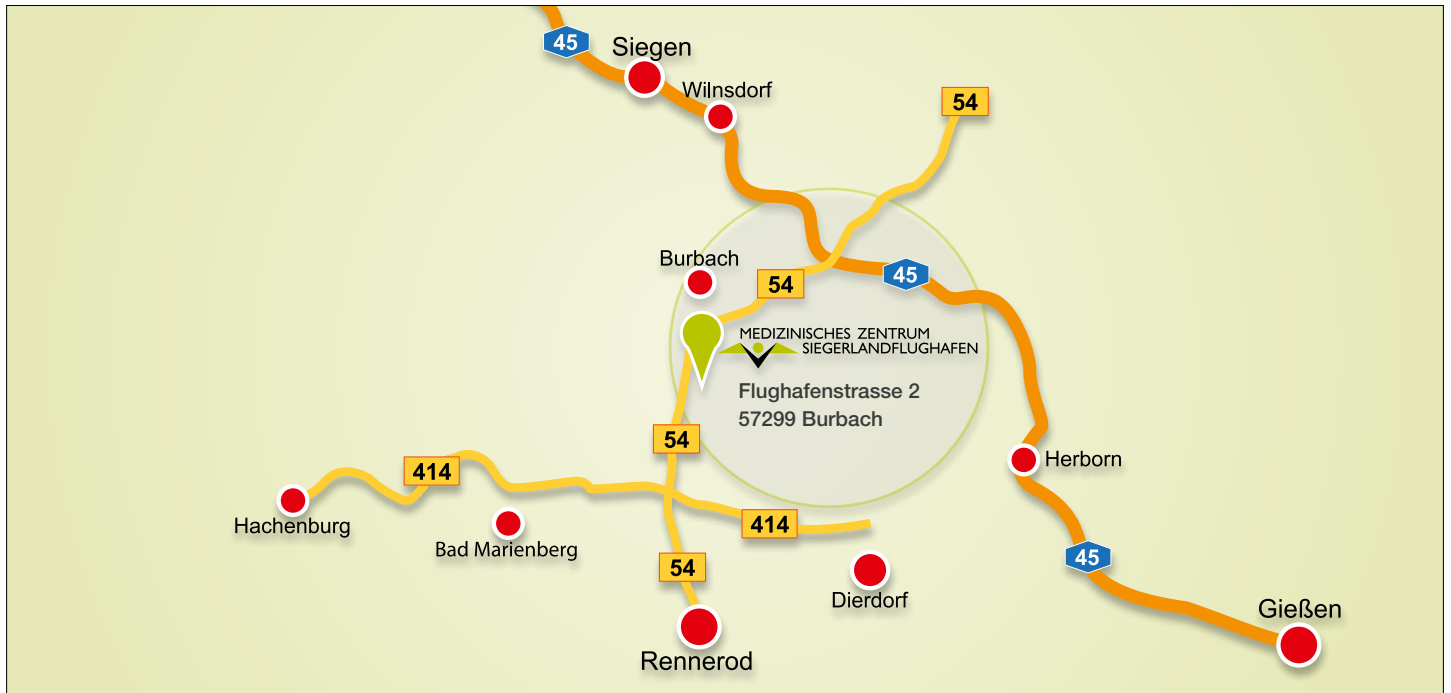 45
Siegen
Wilnsdorf
54
Burbach
45
54
MEDIZINISCHES ZENTRUM
SIEGERLANDFLUGHAFEN
Flughafenstrasse 2
57299 Burbach
54
Herborn
414
Hachenburg
Bad Marienberg
414
45
54
Dierdorf
Gießen
Rennerod